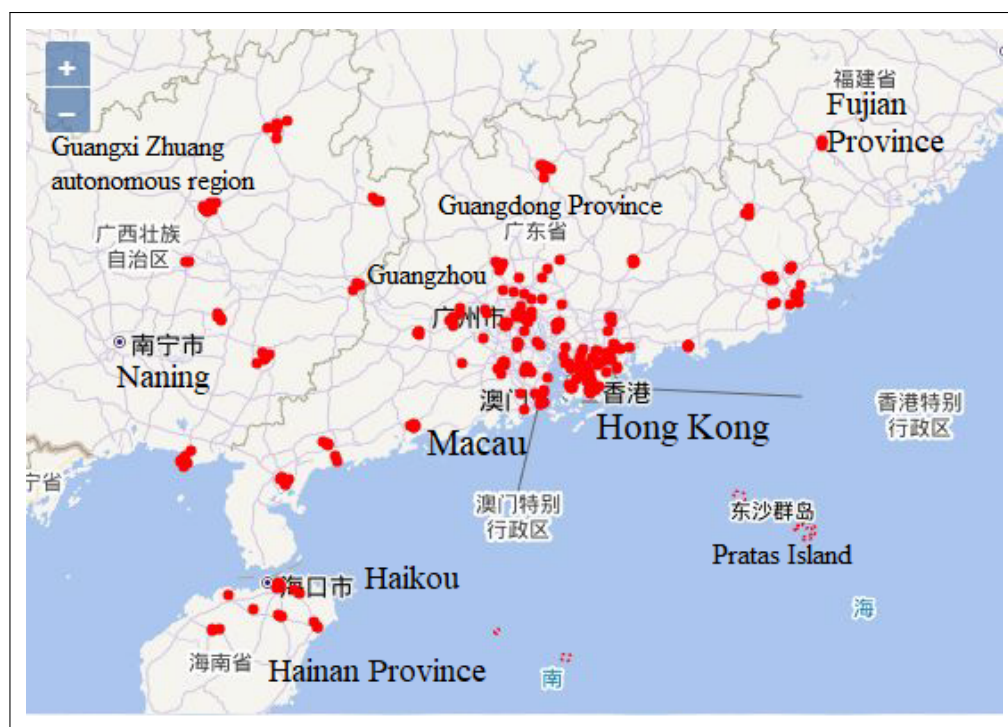 +
−
福建省
Fujian
Province
Guangxi Zhuang
autonomous region
Guangdong Province
广东省
广西壮族
自治区
Guangzhou
广州市
南宁市
Naning
澳门
香港
香港特别
行政区
Macau
Hong Kong
宁省
澳门特别
行政区
东沙群岛
Pratas Island
海口市
Haikou
海
海南省
Hainan Province
南